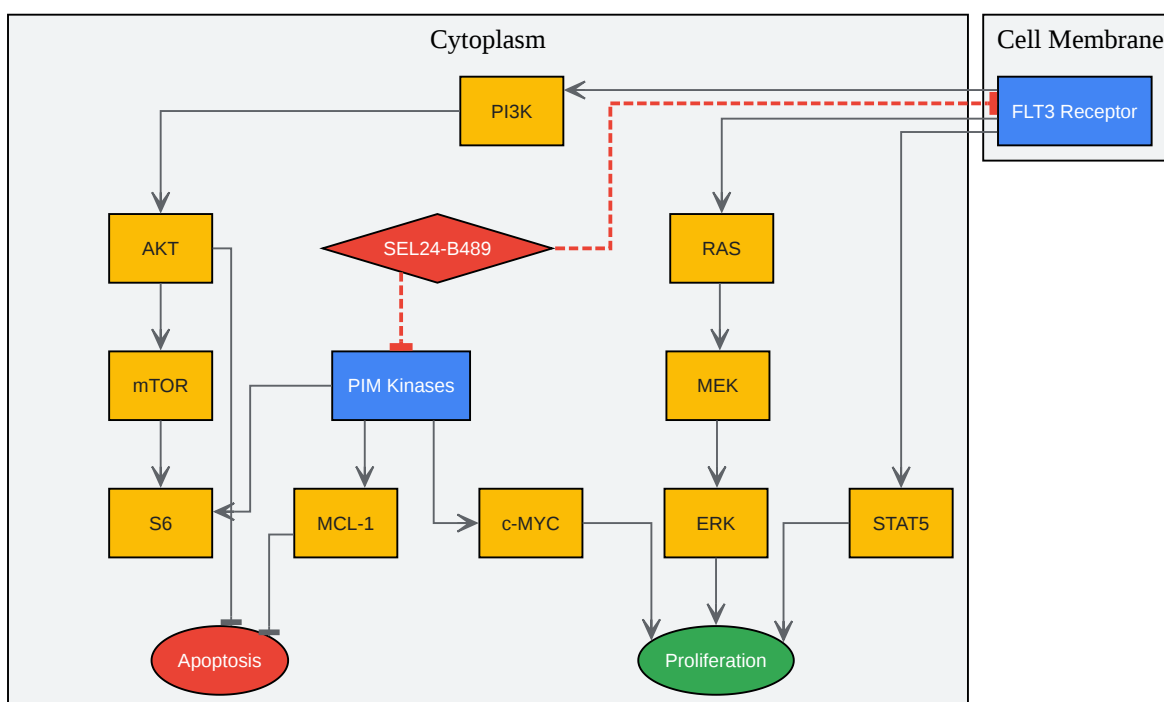 Cytoplasm
Cell Membrane
PI3K
FLT3 Receptor
AKT
SEL24-B489
RAS
mTOR
PIM Kinases
MEK
S6
MCL-1
c-MYC
ERK
STAT5
Apoptosis
Proliferation